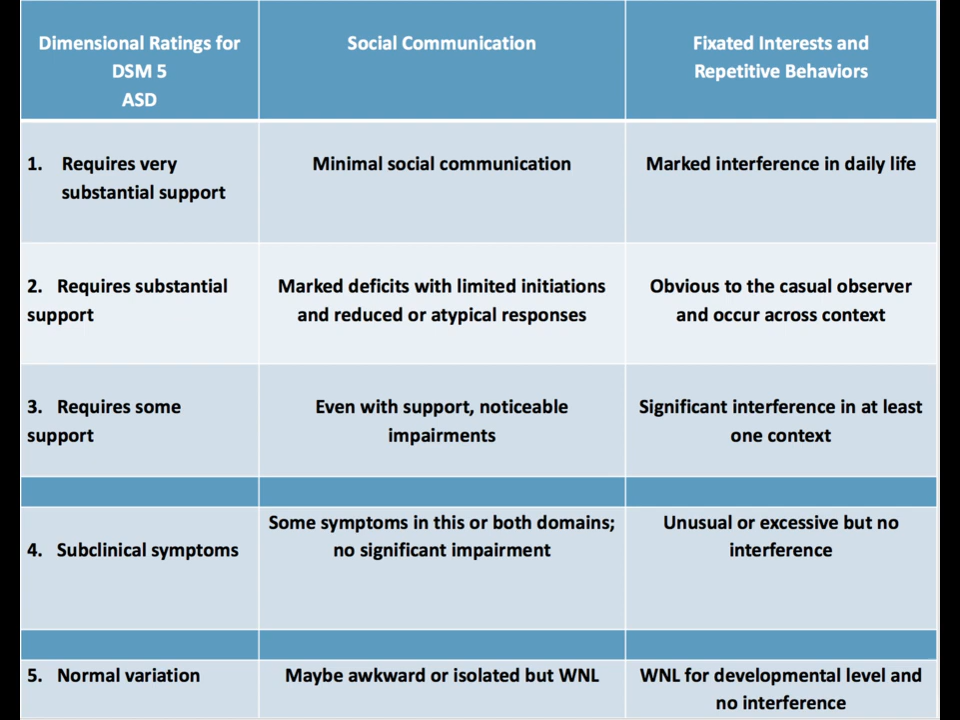 Dimensional Ratings for
DSM 5
ASD
Social Communication
Fixated Interests and
Repetitive Behaviors
1. Requires very
substantial support
Minimal social communication
Marked interference in daily life
2. Requires substantial
support
Marked deficits with limited initiations
and reduced or atypical responses
Obvious to the casual observer
and occur across context
3. Requires some
support
Even with support, noticeable
impairments
Significant interference in at least
one context
4. Subclinical symptoms
Some symptoms in this or both domains;
no significant impairment
Unusual or excessive but no
interference
5. Normal variation
Maybe awkward or isolated but WNL
WNL for developmental level and
no interference